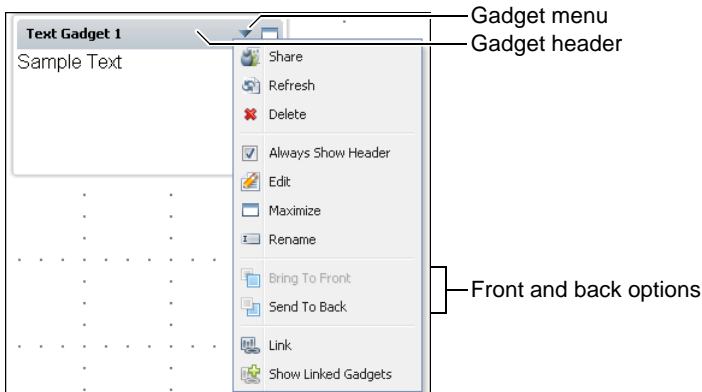 Gadget menu
Text Gadget 1
Gadget header
Sample Text
Share
Refresh
Delete
Always Show Header
Edit
Maximize
Rename
Bring To Front
Front and back options
Send To Back
Link
Show Linked Gadgets